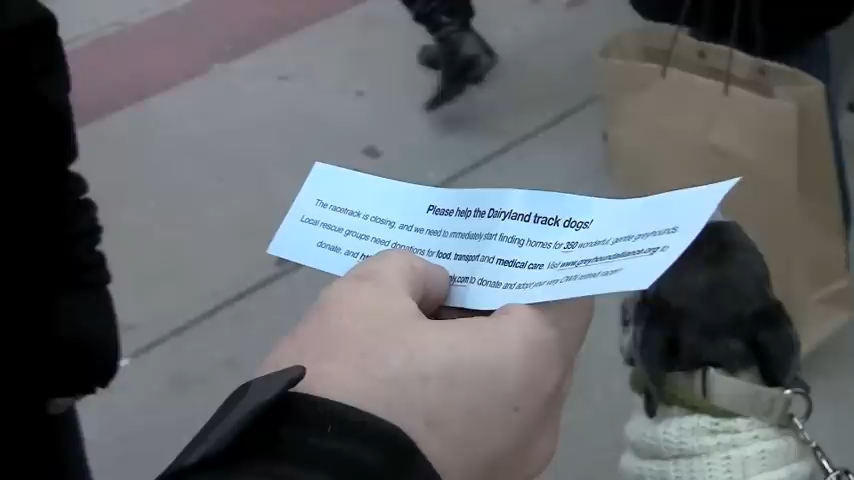 Please help the Dairyland track dogs!
The racetrack is closing, and we need to immediately start finding homes for 380 wonderful, gentle greyhounds.
Local rescue groups need donations for food, transport and medical care. Visit www.greyhoundalliance.org to
donate, and ly.com to donate and adopt your very OWN retired racer!